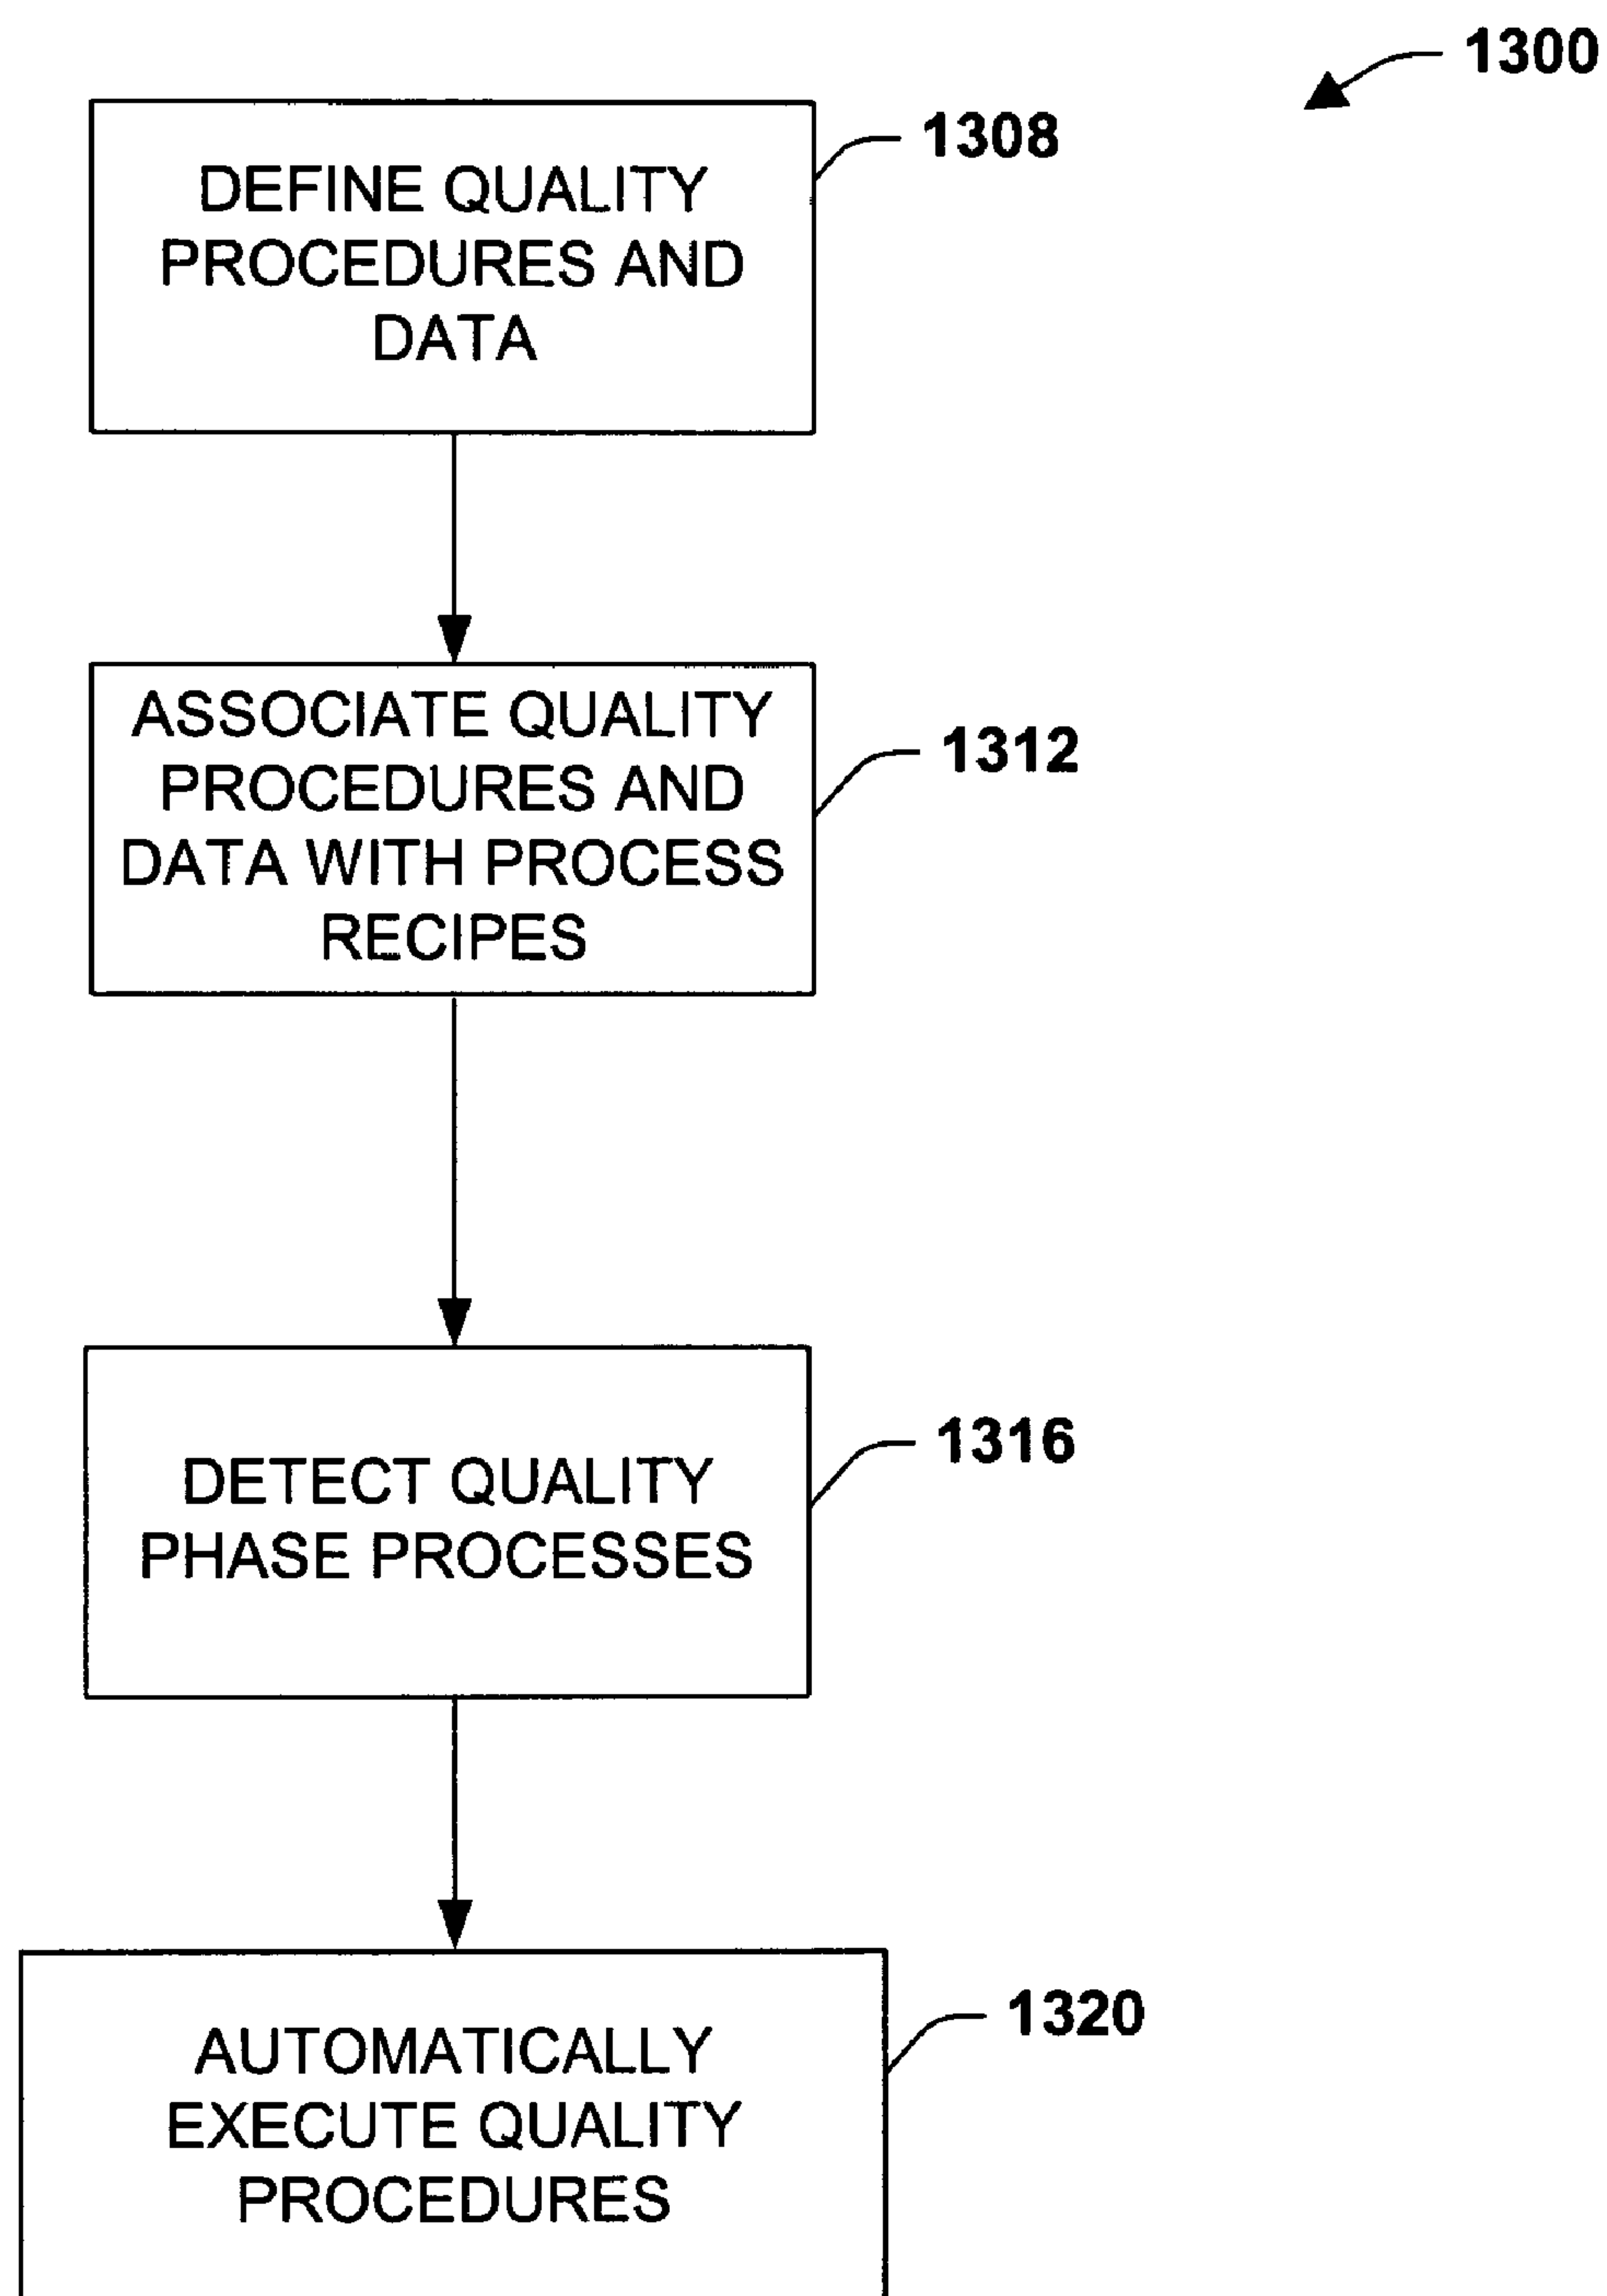 1300
1308
DEFINE QUALITY
PROCEDURES AND
DATA
ASSOCIATE QUALITY
PROCEDURES AND
DATA WITH PROCESS
RECIPES
1312
1316
DETECT QUALITY
PHASE PROCESSES
1320
AUTOMATICALLY
EXECUTE QUALITY
PROCEDURES